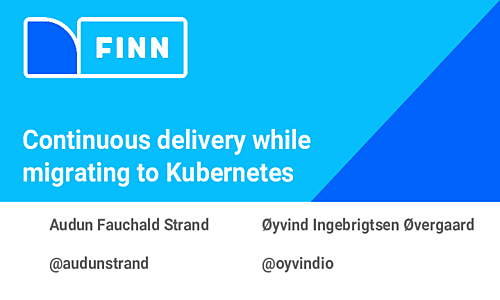 FINN
Continuous delivery while
migrating to Kubernetes
Audun Fauchald Strand
Øyvind Ingebrigtsen Øvergaard
@audunstrand
@oyvindio